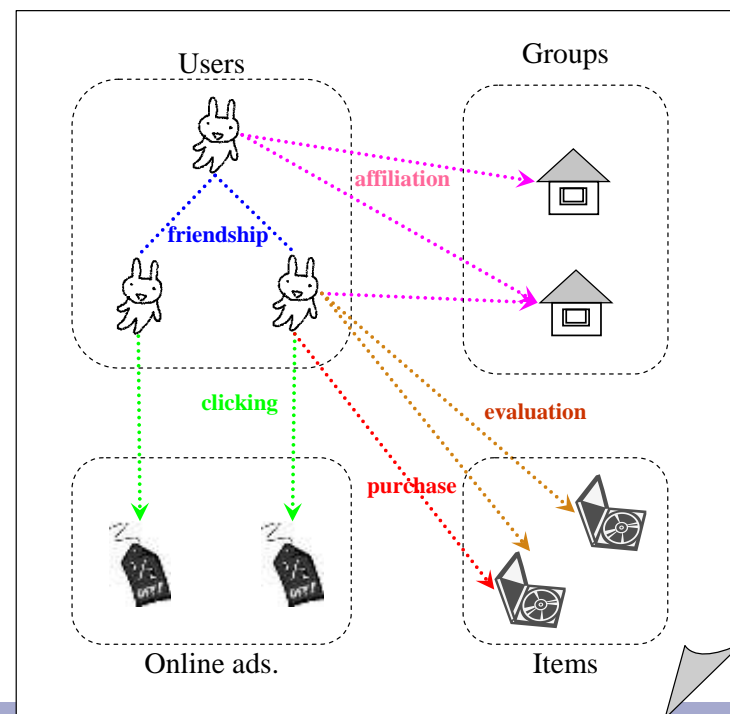 Users
Groups
affiliation
friendship
clicking
evaluation
purchase
Online ads.
Items